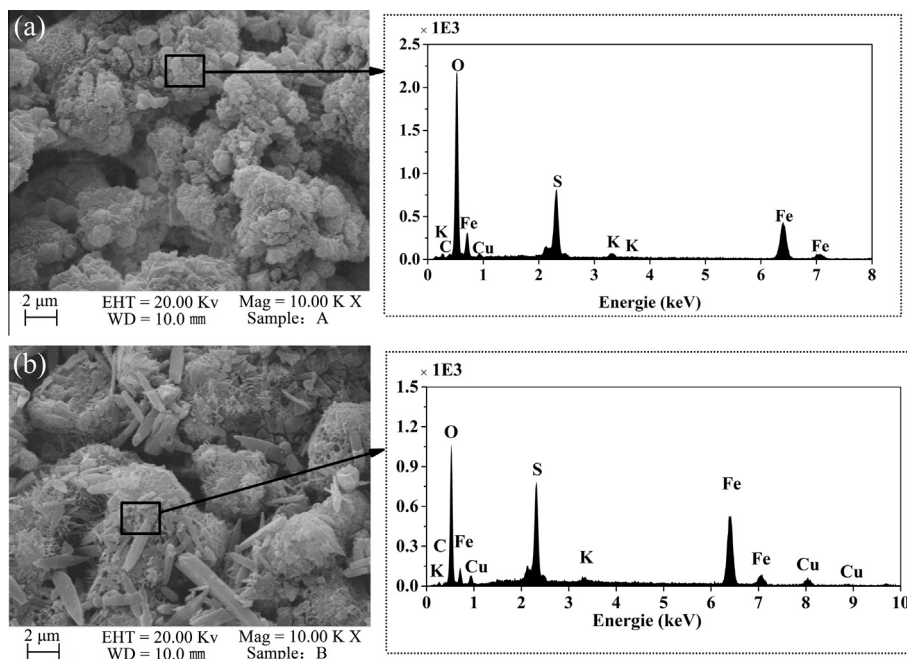 (a)
× 1E3
2.5
2.0
1.5
1.0
0.5
0.0
O
S
K
Fe
C
Cu
K
K
Fe
Fe
1
2
3
4
5
6
7
8
Energie (keV)
2 μm
EHT = 20.00 Kv
Mag = 10.00 K X
WD = 10.0 mm
Sample: A
(b)
× 1E3
1.5
1.2
0.9
0.6
0.3
0.0
O
S
Fe
C
Fe
K
Cu
K
Fe
Cu
Cu
0
1
2
3
4
5
6
7
8
9
10
Energie (keV)
2 μm
EHT = 20.00 Kv
Mag = 10.00 K X
WD = 10.0 mm
Sample: B